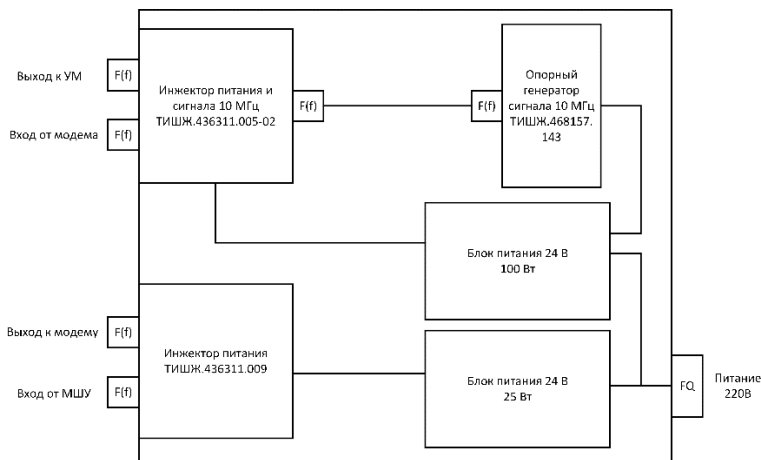 Выход к УМ
F(f)
Вход от модема
F(f)
Инжектор питания и
сигнала 10 МГц
ТИШЖ.436311.005-02
F(f)
F(f)
Опорный
генератор
сигнала 10 МГц
ТИШЖ.468157.
143
Блок питания 24 В
100 Вт
Выход к модему
F(f)
Вход от МШУ
F(f)
Инжектор питания
ТИШЖ.436311.009
Блок питания 24 В
25 Вт
FQ
Питание
220В